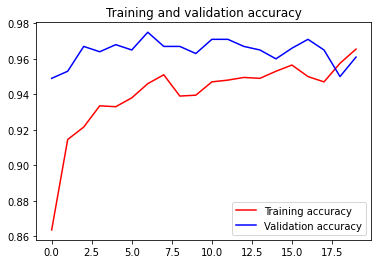 Training and validation accuracy
0.98
0.96
0.94
0.92
0.90
0.88
0.86
Training accuracy
Validation accuracy
0.0 2.5 5.0 7.5 10.0 12.5 15.0 17.5